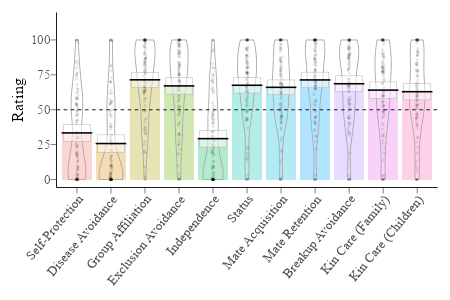 Rating
100
75
50
25
0
Self-Protection
Disease Avoidance
Group Affiliation
Exclusion Avoidance
Independence
Status
Mate Acquisition
Mate Retention
Breakup Avoidance
Kin Care (Family)
Kin Care (Children)